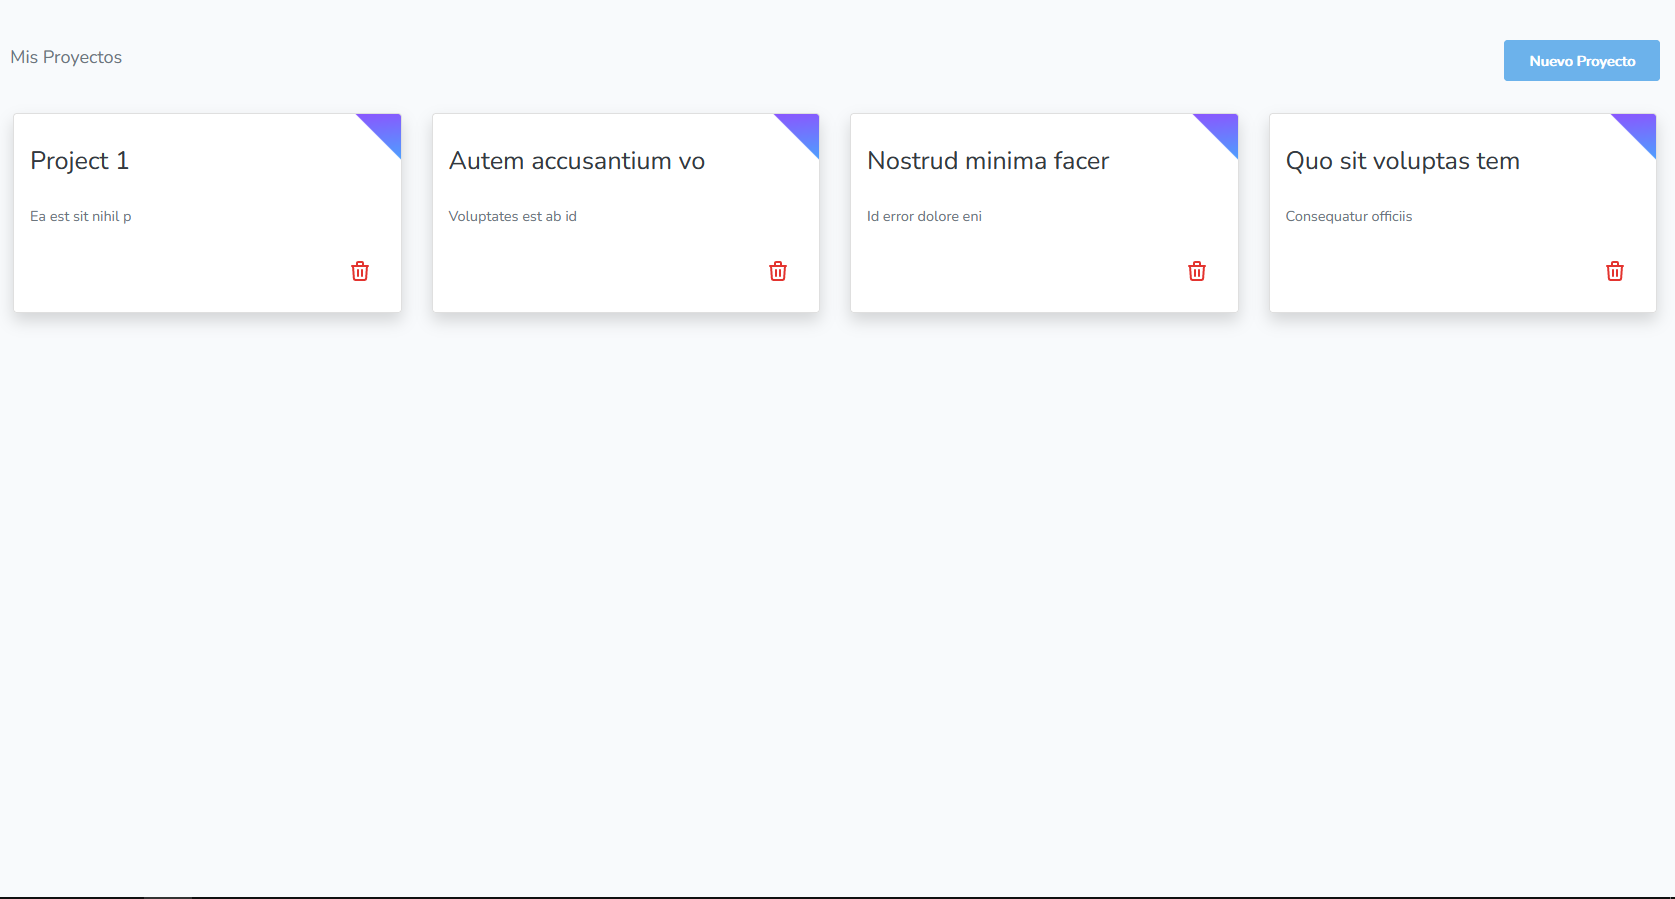 Mis Proyectos
Nuevo Proyecto
Project 1
Ea est sit nihil p
Autem accusantium vo
Voluptates est ab id
Nostrud minima facer
Id error dolore eni
Quo sit voluptas tem
Consequatur officiis